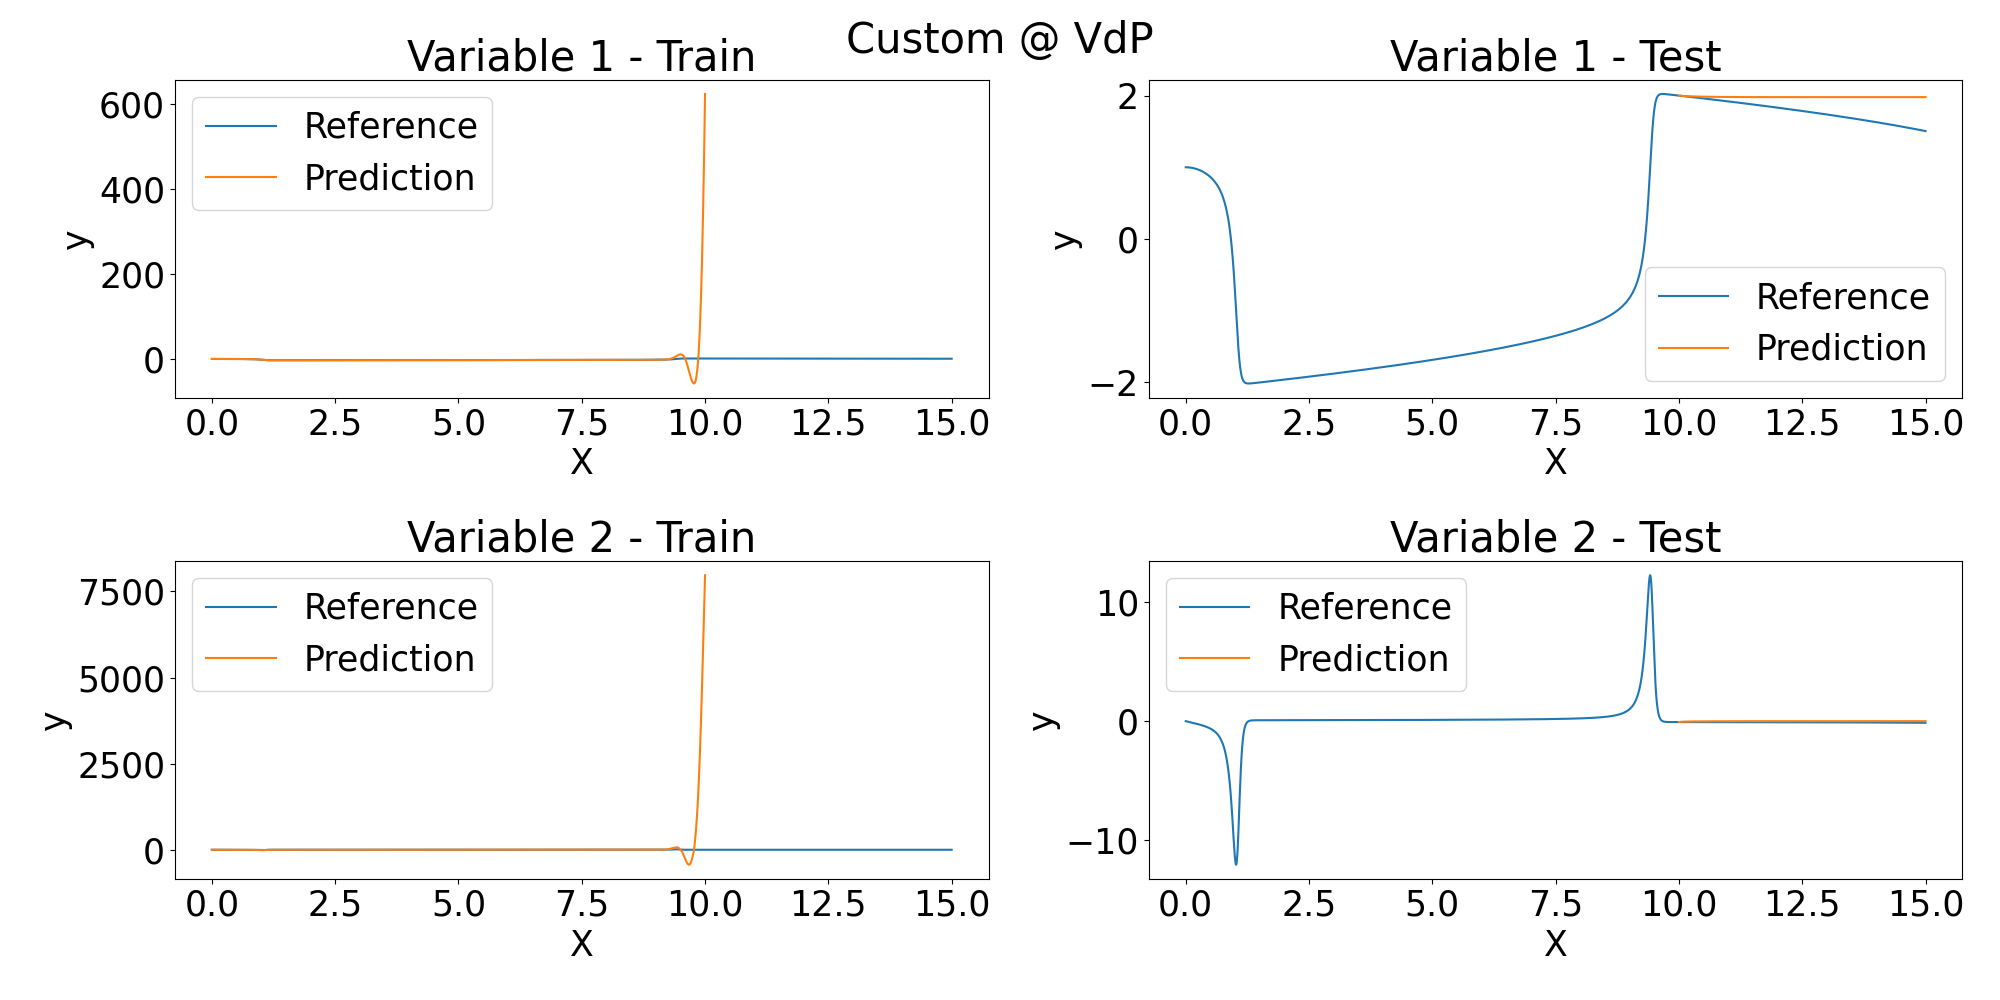 Custom @ VdP
Variable 1 - Train
600
400
200
0
y
Reference
Prediction
0.0 2.5 5.0 7.5 10.0 12.5 15.0
X
Variable 1 - Test
2
0
−2
y
Reference
Prediction
0.0 2.5 5.0 7.5 10.0 12.5 15.0
X
Variable 2 - Train
7500
5000
2500
0
y
Reference
Prediction
0.0 2.5 5.0 7.5 10.0 12.5 15.0
X
Variable 2 - Test
10
0
−10
y
Reference
Prediction
0.0 2.5 5.0 7.5 10.0 12.5 15.0
X